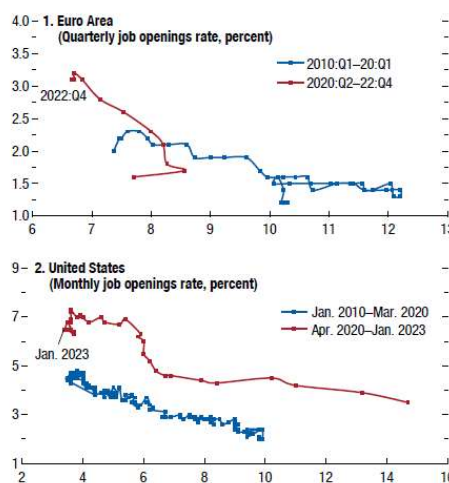 4.0
1. Euro Area
(Quarterly job openings rate, percent)
3.5
2010:Q1–20:Q1
2020:Q2–22:Q4
3.0
2022:Q4
2.5
2.0
1.5
1.0
6 7 8 9 10 11 12 13
9
2. United States
(Monthly job openings rate, percent)
Jan. 2010–Mar. 2020
Apr. 2020–Jan. 2023
7
Jan. 2023
5
3
1
2 4 6 8 10 12 14 16